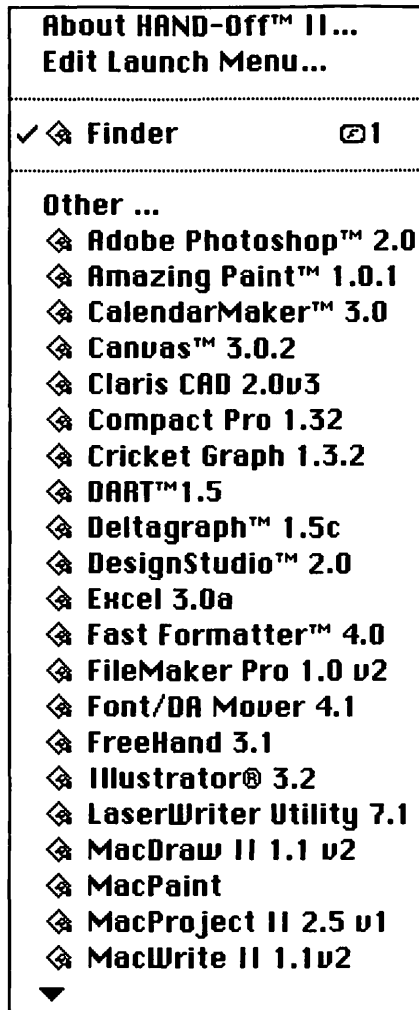 About HAND-Off™ II...
Edit Launch Menu...
✓ Finder F1
Other ...
Adobe Photoshop™ 2.0
Amazing Paint™ 1.0.1
CalendarMaker™ 3.0
Canvas™ 3.0.2
Claris CAD 2.0v3
Compact Pro 1.32
Cricket Graph 1.3.2
DART™1.5
Deltagraph™ 1.5c
DesignStudio™ 2.0
Excel 3.0a
Fast Formatter™ 4.0
FileMaker Pro 1.0 v2
Font/DA Mover 4.1
FreeHand 3.1
Illustrator® 3.2
LaserWriter Utility 7.1
MacDraw II 1.1 v2
MacPaint
MacProject II 2.5 v1
MacWrite II 1.1v2